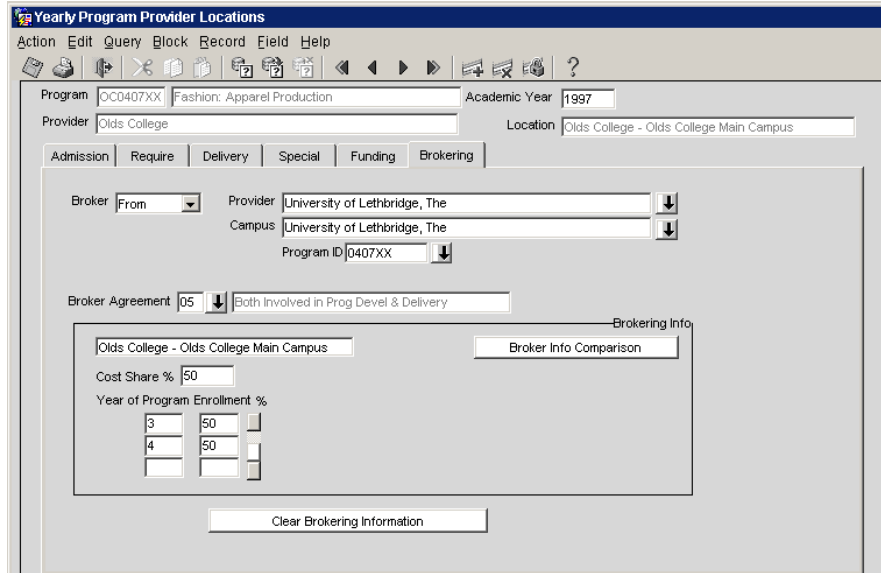 Yearly Program Provider Locations
Action Edit Query Block Record Field Help
Program OC0407XX Fashion: Apparel Production Academic Year 1997
Provider Olds College Location Olds College - Olds College Main Campus
Admission Require Delivery Special Funding Brokering
Broker From Provider University of Lethbridge, The
Campus University of Lethbridge, The
Program ID 0407XX
Broker Agreement 05 Both Involved in Prog Devel & Delivery
Brokering Info
Olds College - Olds College Main Campus Broker Info Comparison
Cost Share % 50
Year of Program Enrollment %
3 50
4 50
Clear Brokering Information